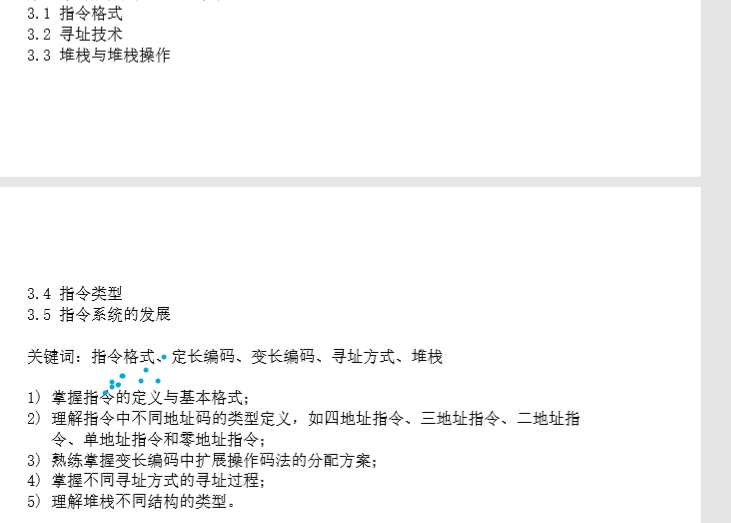 3.1 指令格式
3.2 寻址技术
3.3 堆栈与堆栈操作
3.4 指令类型
3.5 指令系统的发展
关键词：指令格式、定长编码、变长编码、寻址方式、堆栈
1) 掌握指令的定义与基本格式；
2) 理解指令中不同地址码的类型定义，如四地址指令、三地址指令、二地址指
令、单地址指令和零地址指令；
3) 熟练掌握变长编码中扩展操作码法的分配方案；
4) 掌握不同寻址方式的寻址过程；
5) 理解堆栈不同结构的类型。